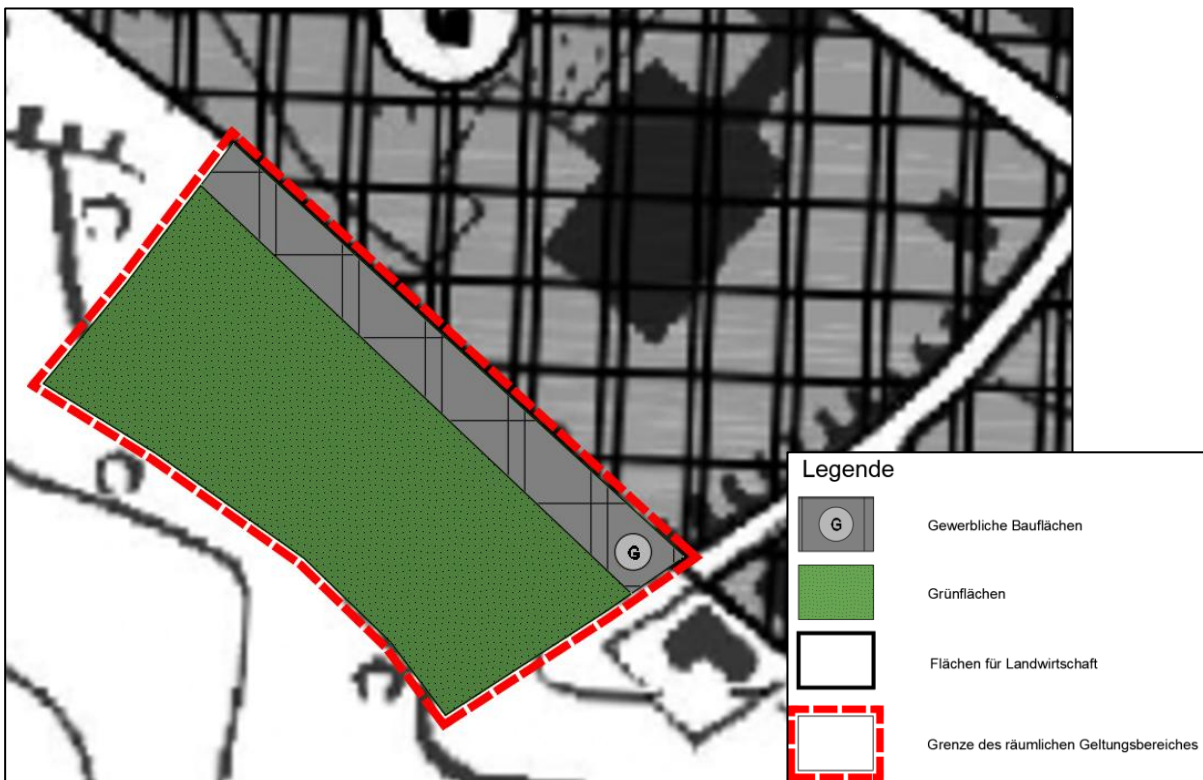 G
Legende
G
Gewerbliche Bauflächen
Grünflächen
Flächen für Landwirtschaft
Grenze des räumlichen Geltungsbereiches